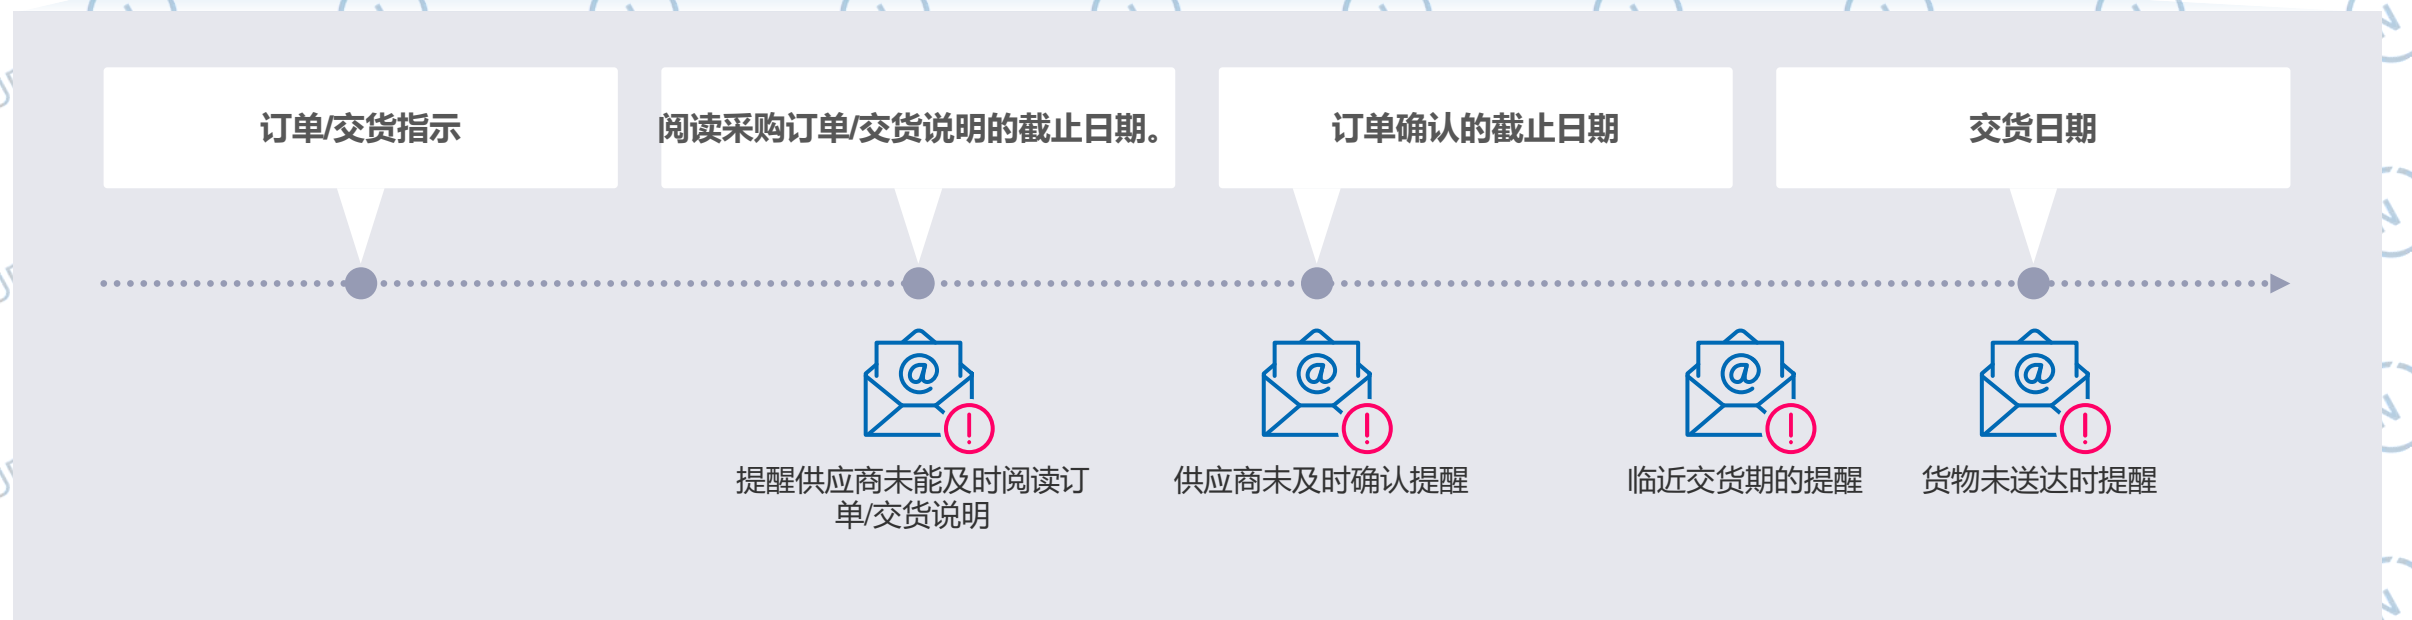 订单/交货指示
阅读采购订单/交货说明的截止日期。
订单确认的截止日期
交货日期
提醒供应商未能及时阅读订
单/交货说明
供应商未及时确认提醒
临近交货期的提醒
货物未送达时提醒